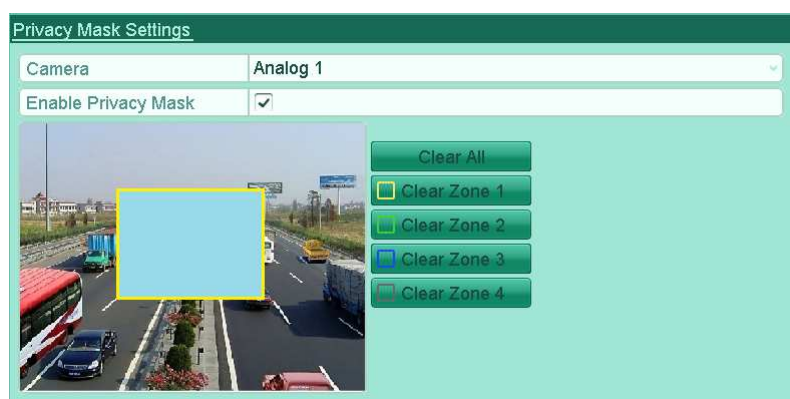 Privacy Mask Settings
Camera
Analog 1
Enable Privacy Mask
Clear All
Clear Zone 1
Clear Zone 2
Clear Zone 3
Clear Zone 4